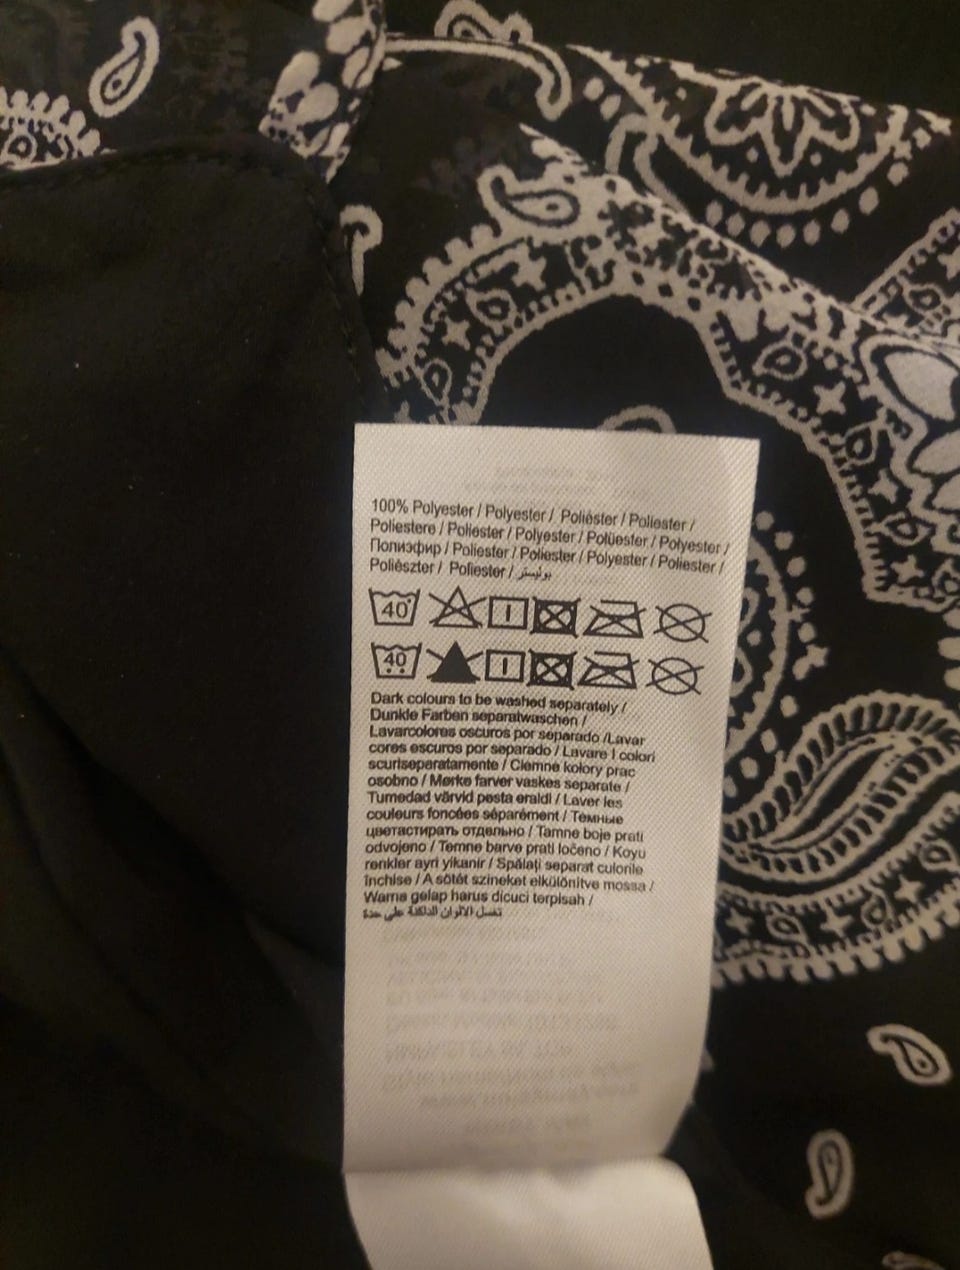 100% Polyester / Polyester / Poliéster / Poliester /
Poliestere / Poliester / Polyester / Polüester / Polyester /
Полиэфир / Poliester / Poliester / Polyester / Poliester /
Poliészter / Poliester / بوليستر
40
40
Dark colours to be washed separately /
Dunkle Farben separatwaschen /
Lavarcolores oscuros por separado /Lavar
cores escuros por separado / Lavare I colori
scuriseparatamente / Ciemne kolory prac
osobno / Mørke farver vaskes separate /
Tumedad värvid pesta eraldi / Laver les
couleurs foncées séparément / Темные
цветастирать отдельно / Tamne boje prati
odvojeno / Temne barve prati ločeno / Koyu
renkler ayri yikanir / Spălați separat culorile
închise / A sötét színeket elkülönítve mossa /
Warna gelap harus dicuci terpisah /
تغسل الألوان الداكنة على حدة